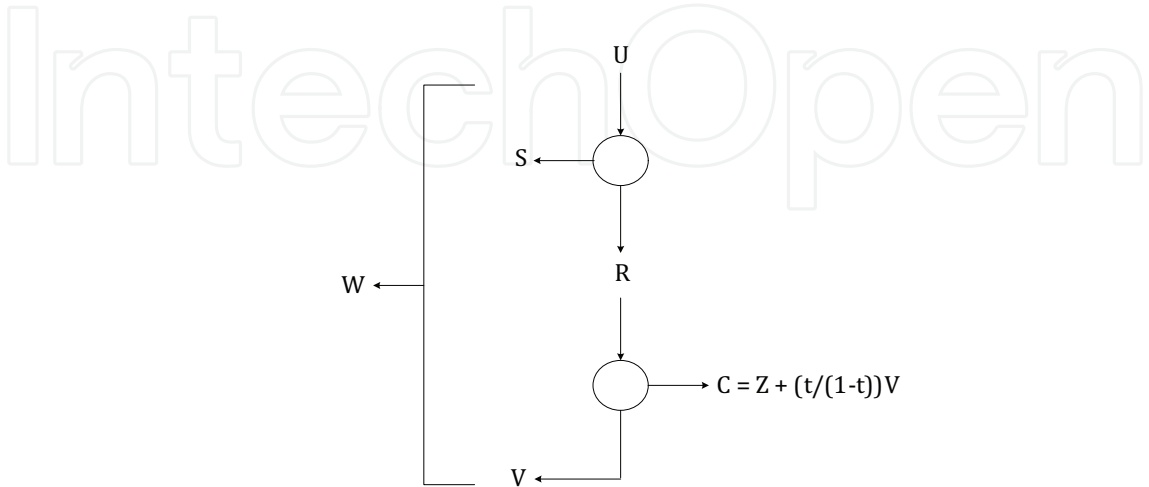 IntechOpen
U
S
R
W
C = Z + (t/(1-t))V
V